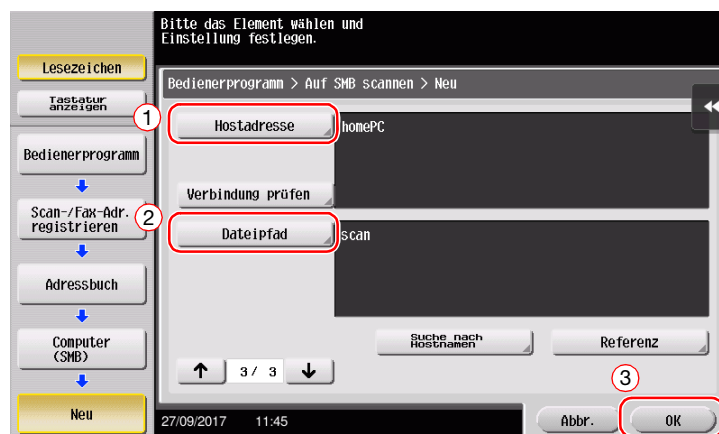 Bitte das Element wählen und
Einstellung festlegen.
Lesezeichen
Tastatur
anzeigen
Bedienerprogramm
Scan-/Fax-Adr.
registrieren
Adressbuch
Computer
(SMB)
Neu
Bedienerprogramm > Auf SMB scannen > Neu
1
Hostadresse
homePC
Verbindung prüfen
2
Dateipfad
scan
Suche nach
Hostnamen
Referenz
↑ 3/ 3 ↓
3
27/09/2017 11:45
Abbr.
OK